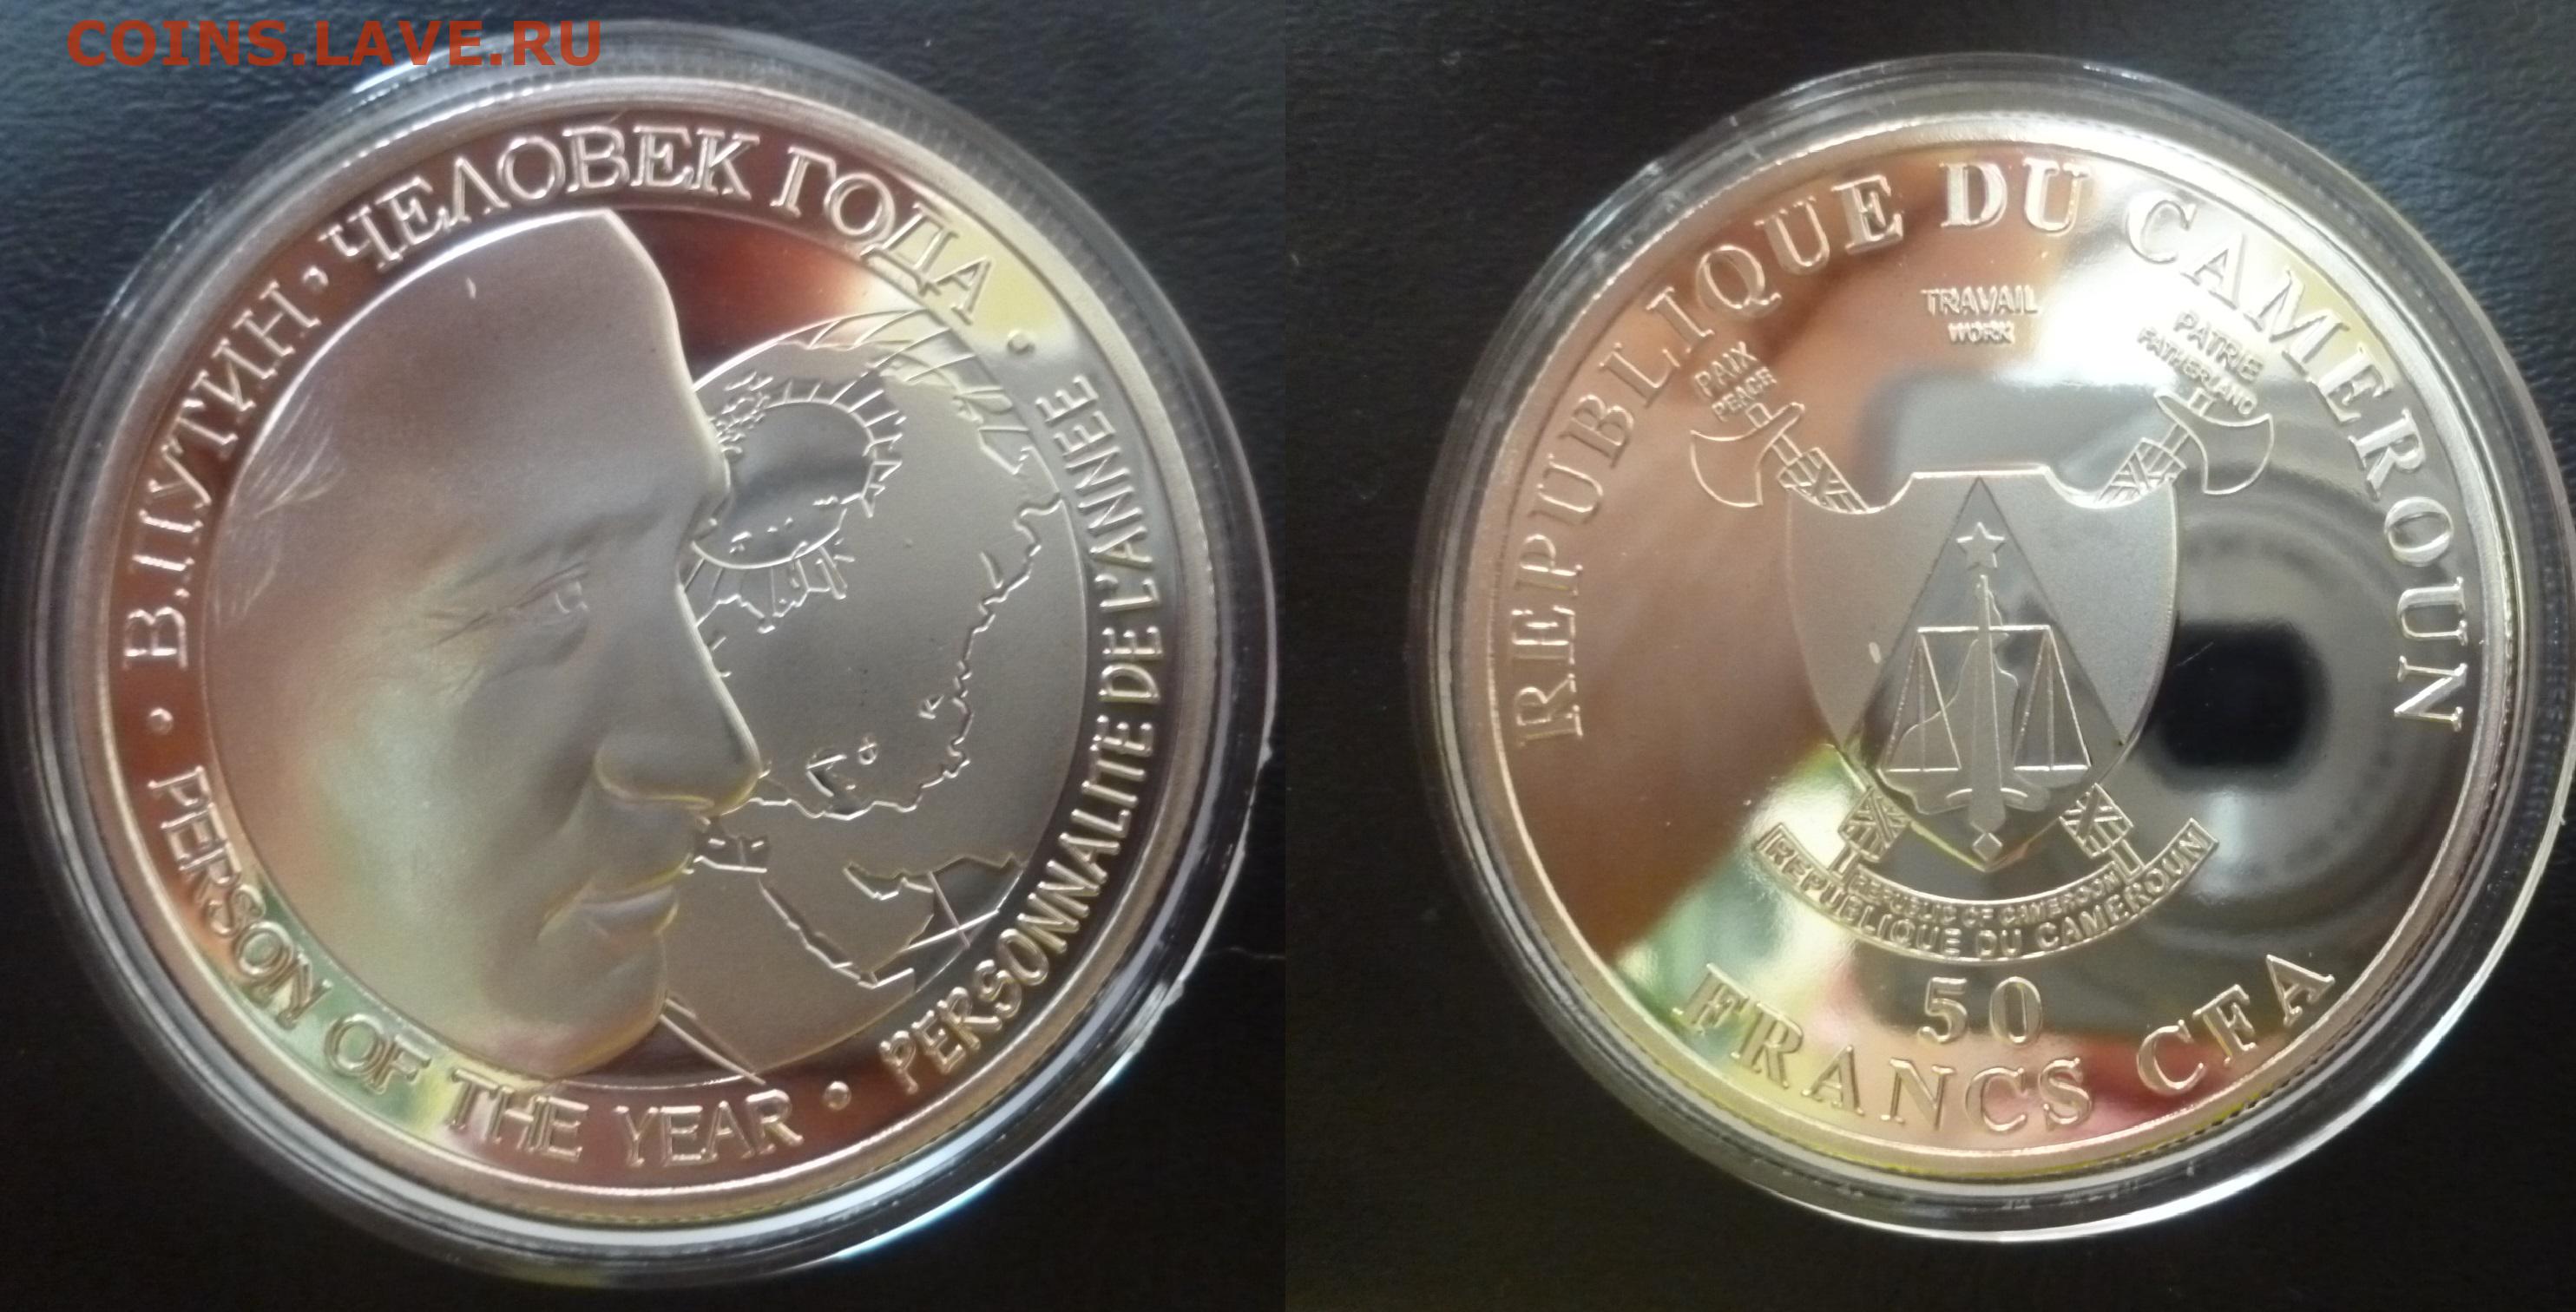 COINS.LAVE.RU
В.ПУТИН • ЧЕЛОВЕК ГОДА •
PERSONNALITE DE L'ANNEE
• PERSON OF THE YEAR •
REPUBLIQUE DU CAMEROUN
TRAVAIL
WORK
PAIX
PEACE
PATRIE
FATHERLAND
REPUBLIC OF CAMEROON
REPUBLIQUE DU CAMEROUN
50
FRANCS CFA